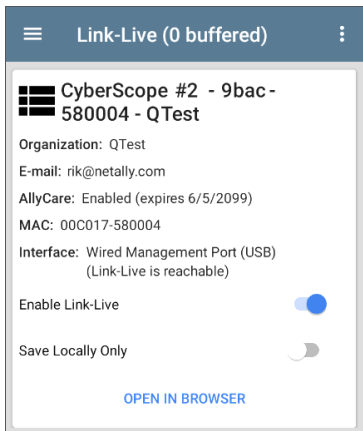 Link-Live (0 buffered)
CyberScope #2 - 9bac-
580004 - QTest
Organization: QTest
E-mail: rik@netally.com
AllyCare: Enabled (expires 6/5/2099)
MAC: 00C017-580004
Interface: Wired Management Port (USB)
(Link-Live is reachable)
Enable Link-Live
Save Locally Only
OPEN IN BROWSER